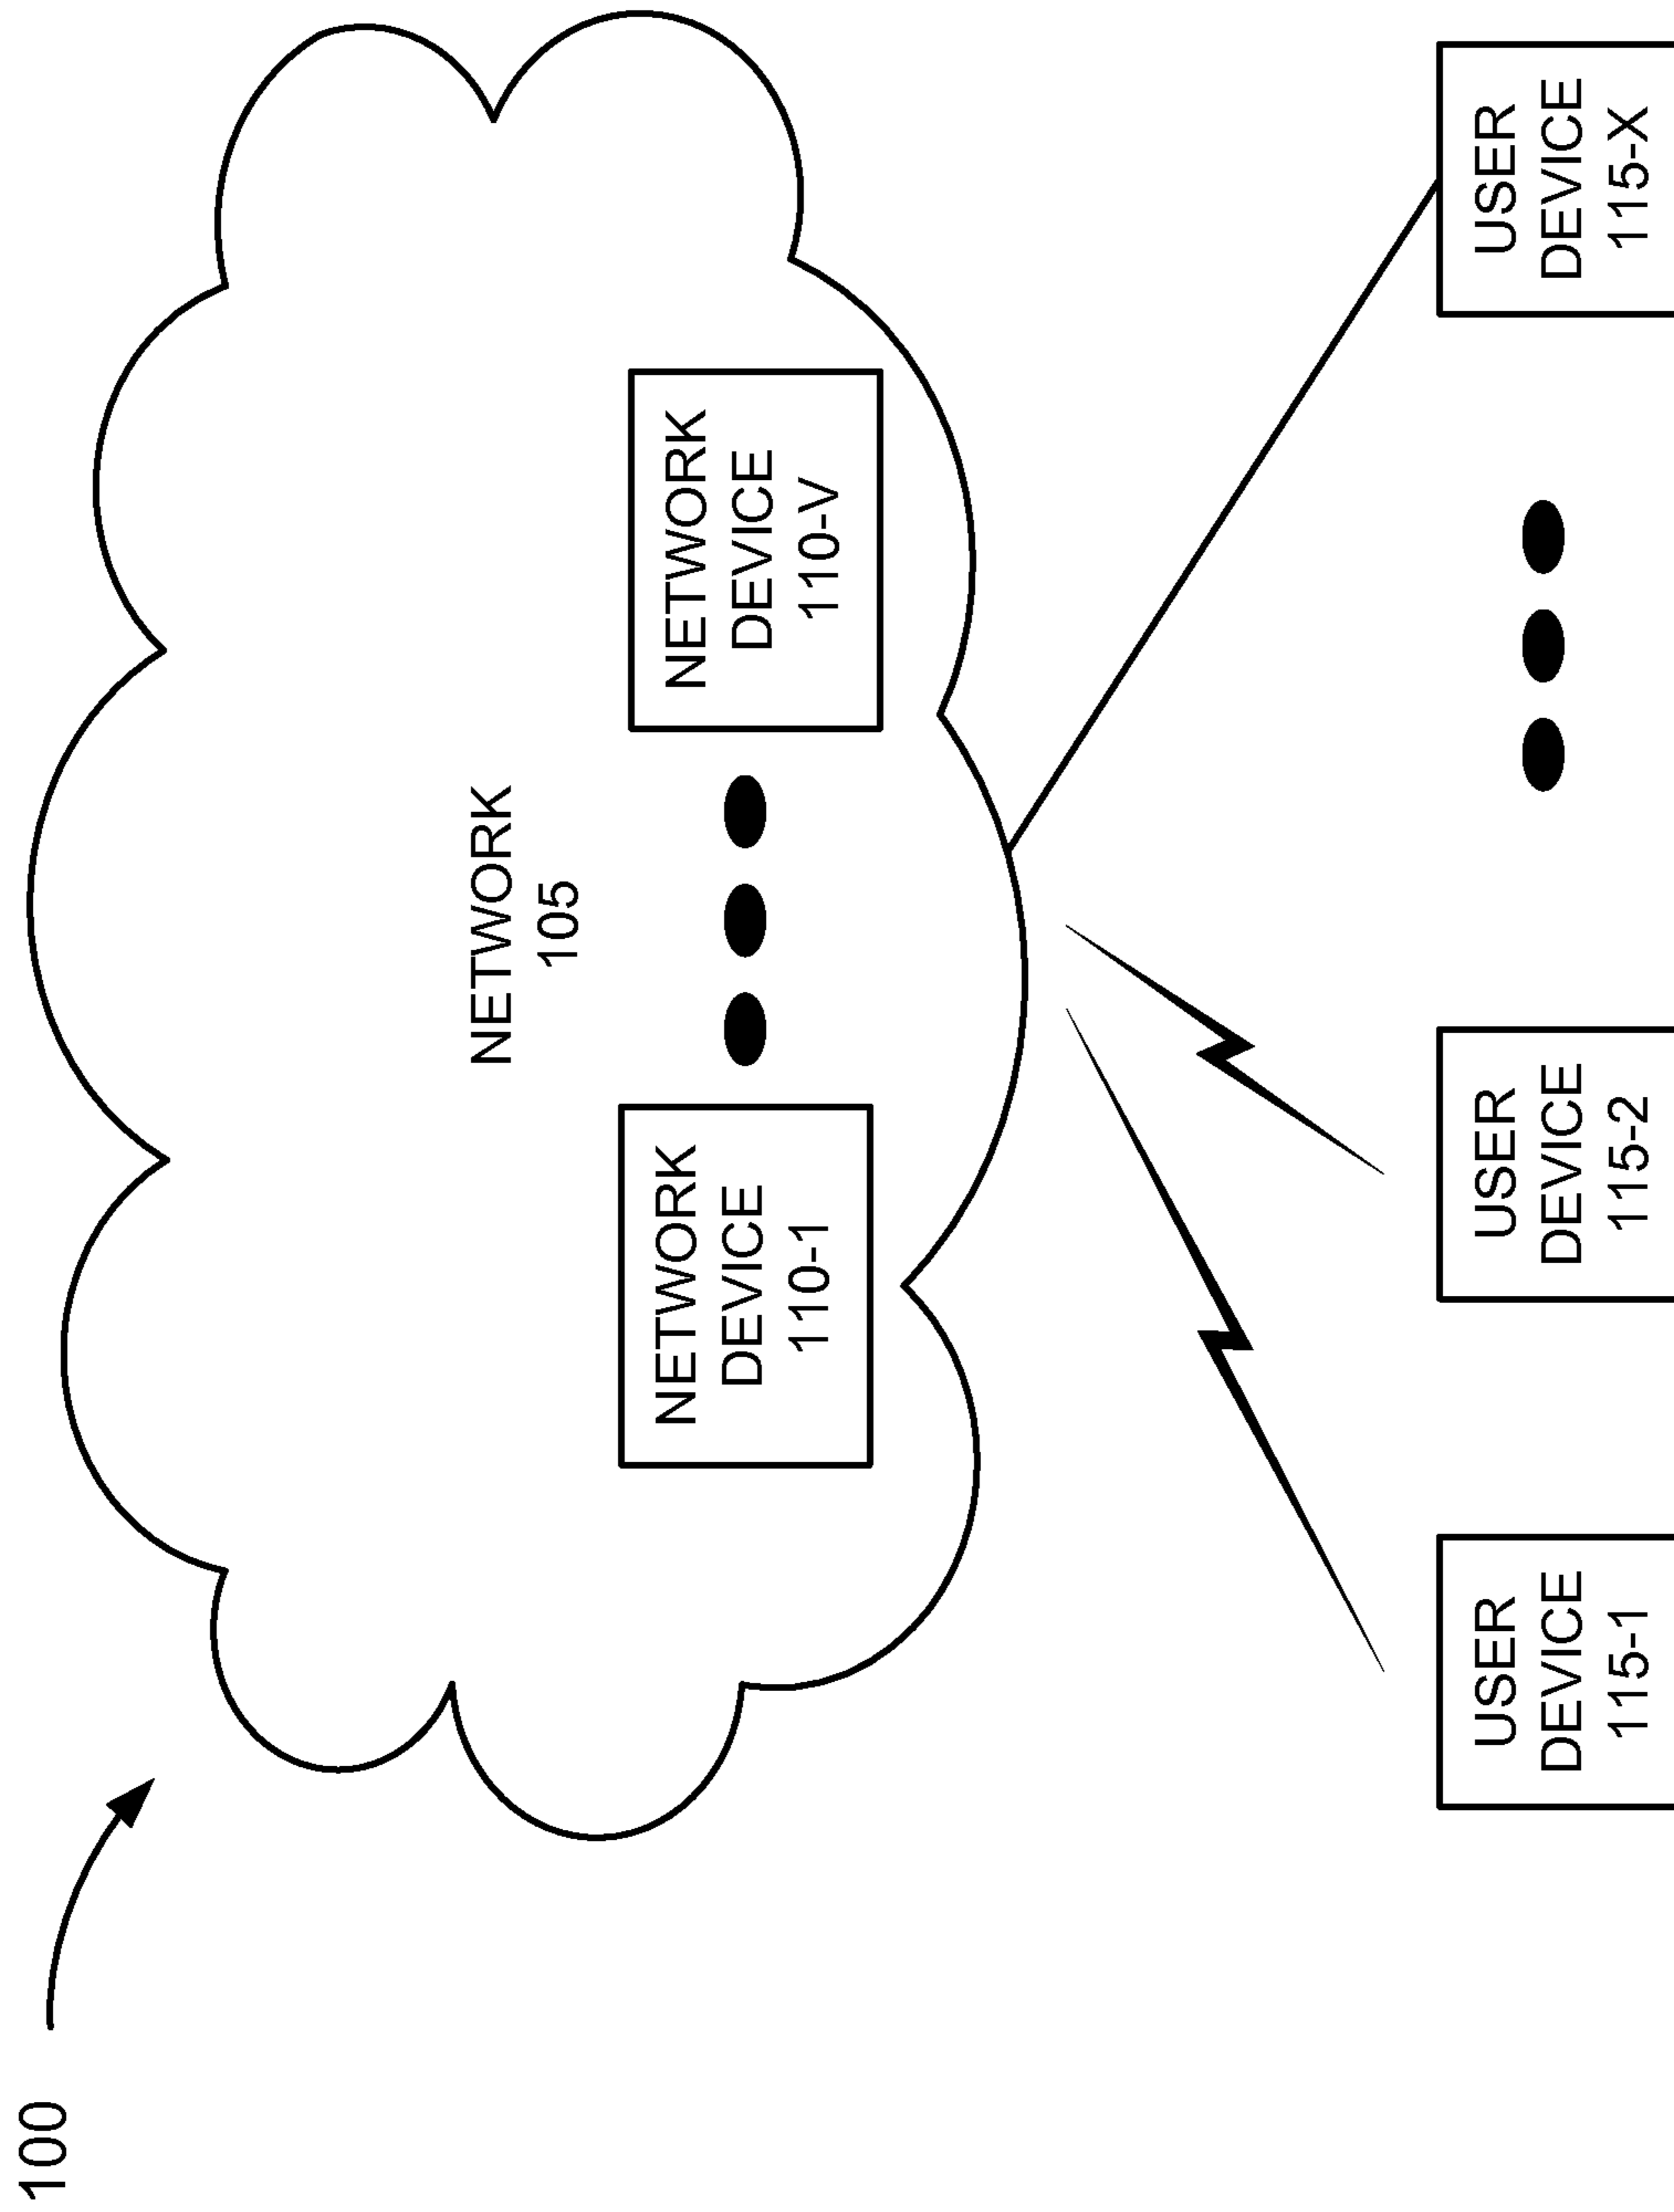 100
NETWORK
105
NETWORK
DEVICE
110-1
NETWORK
DEVICE
110-V
USER
DEVICE
115-1
USER
DEVICE
115-2
USER
DEVICE
115-X